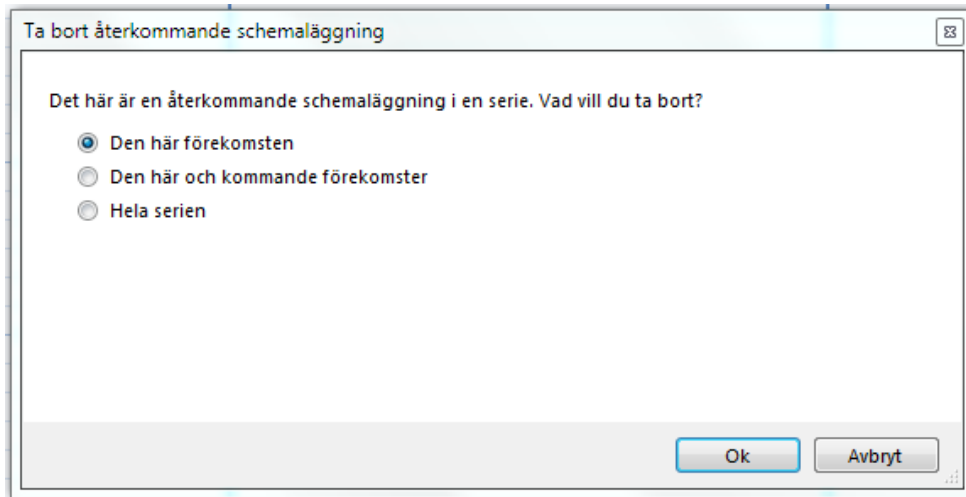 Ta bort återkommande schemaläggning
Det här är en återkommande schemaläggning i en serie. Vad vill du ta bort?
Den här förekomsten
Den här och kommande förekomster
Hela serien
Ok
Avbryt